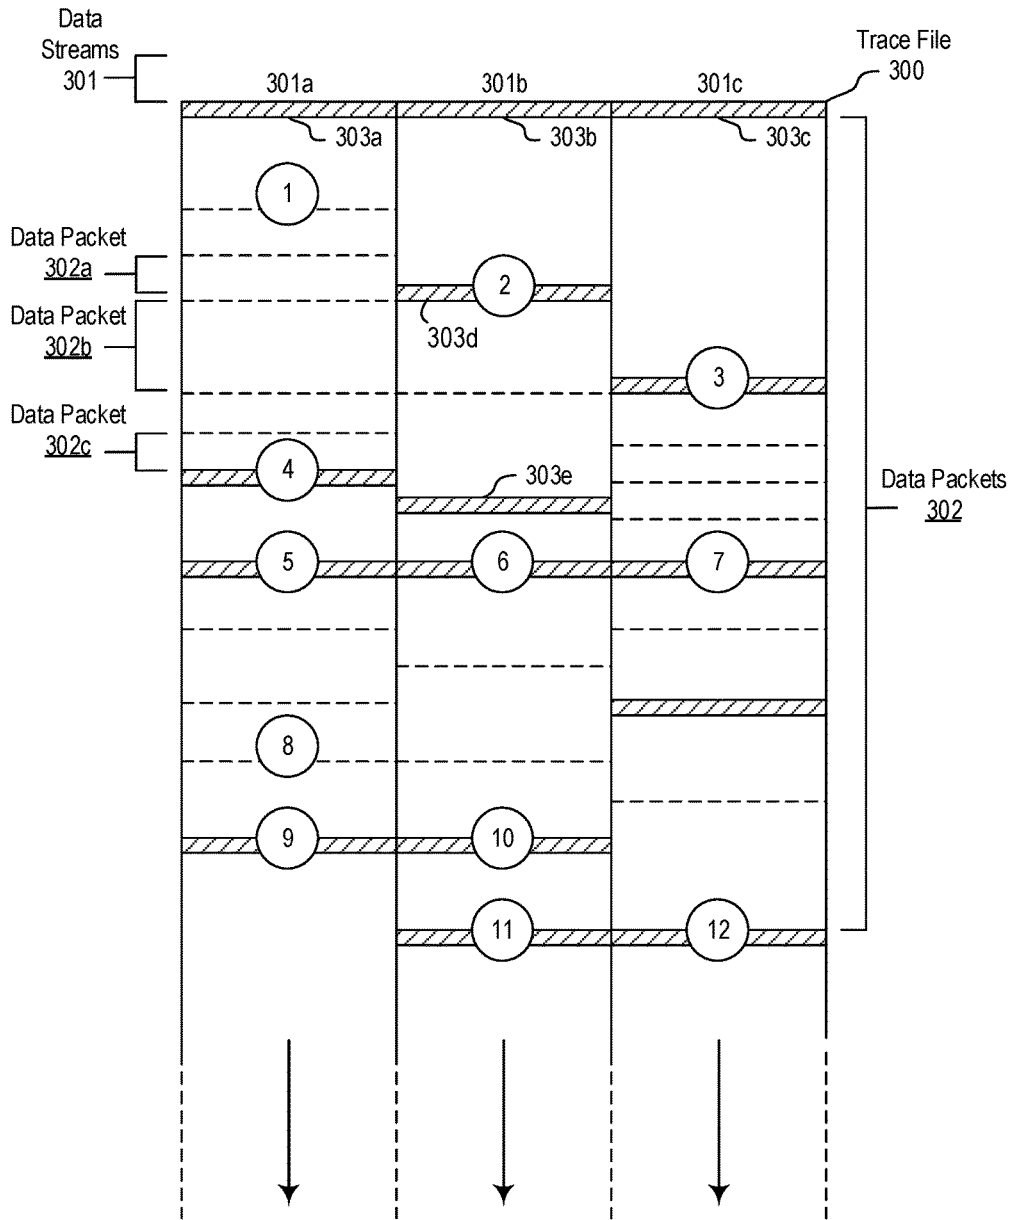 Data
Streams
301
Trace File
300
301a
301b
301c
303a
303b
303c
1
Data Packet
302a
2
303d
Data Packet
302b
3
Data Packet
302c
4
303e
Data Packets
302
5
6
7
8
9
10
11
12